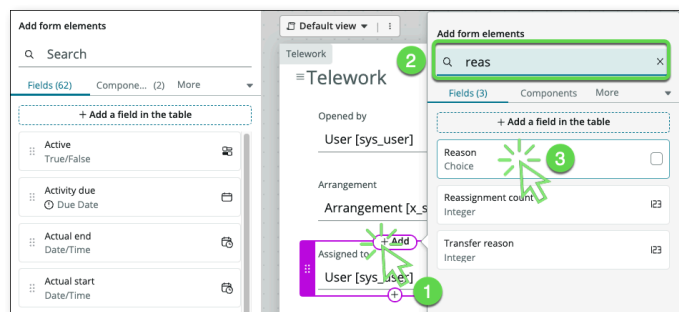 Add form elements
Search
Fields (62) Compone... (2) More
+ Add a field in the table
Active
True/False
Activity due
Due Date
Actual end
Date/Time
Actual start
Date/Time
Default view
Telework
Telework
Opened by
User [sys_user]
Arrangement
Arrangement [x_s
+ Add
Assigned to
User [sys_user]
1
2
Add form elements
reas
Fields (3) Components More
+ Add a field in the table
Reason
Choice
3
Reassignment count
Integer
123
Transfer reason
Integer
123